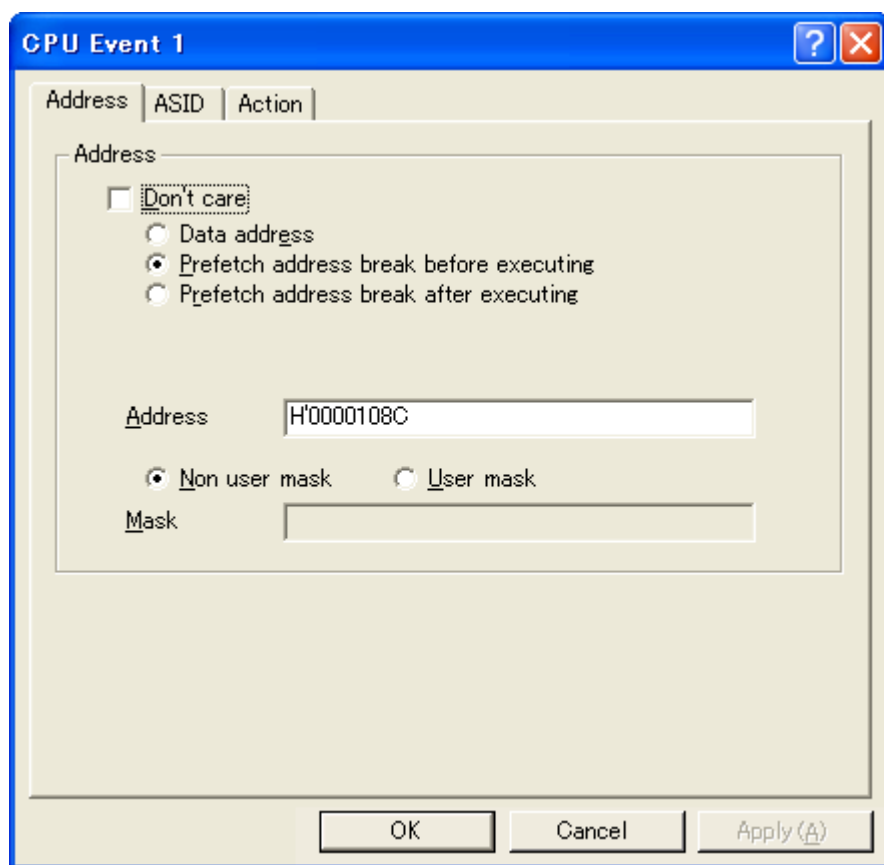 CPU Event 1
Address ASID Action
Address
Don't care
Data address
Prefetch address break before executing
Prefetch address break after executing
Address H'0000108C
Non user mask User mask
Mask
OK Cancel Apply(A)